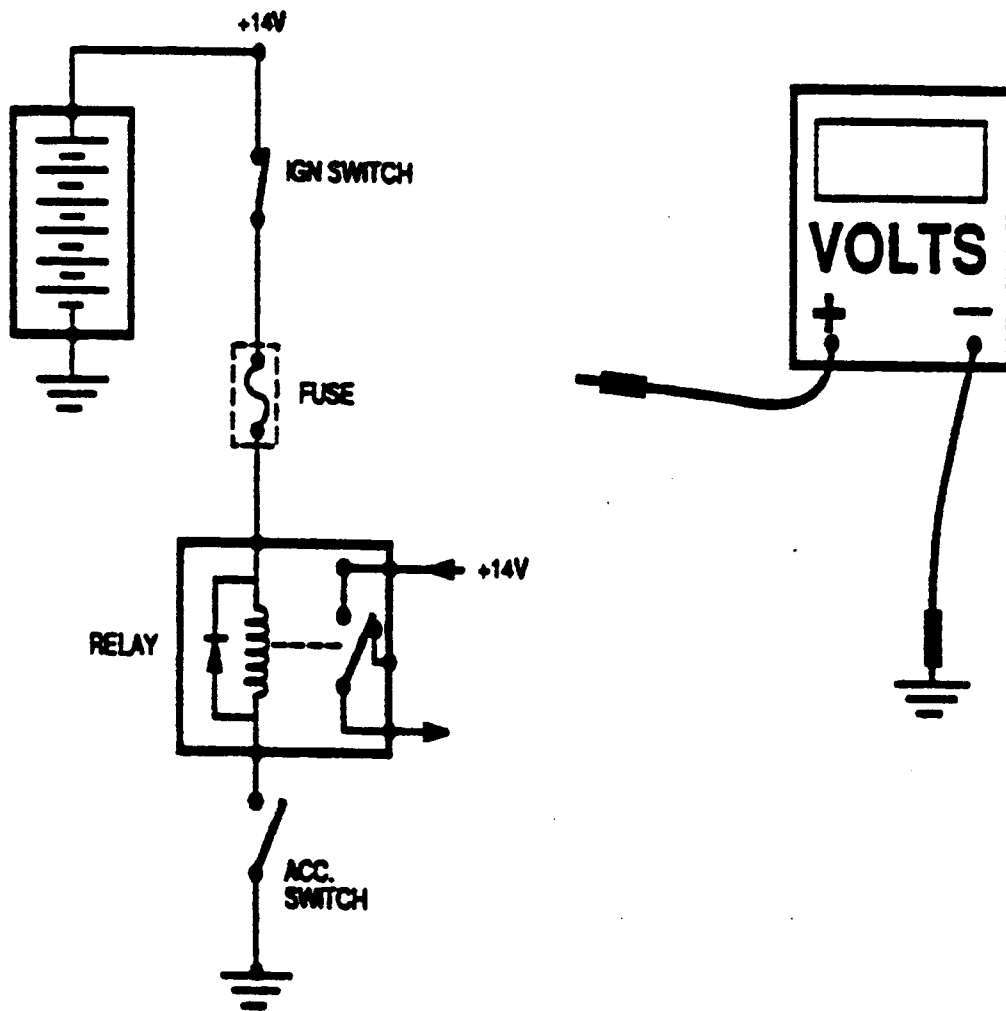 +14V
IGN SWITCH
VOLTS
+ −
FUSE
+14V
RELAY
ACC.
SWITCH